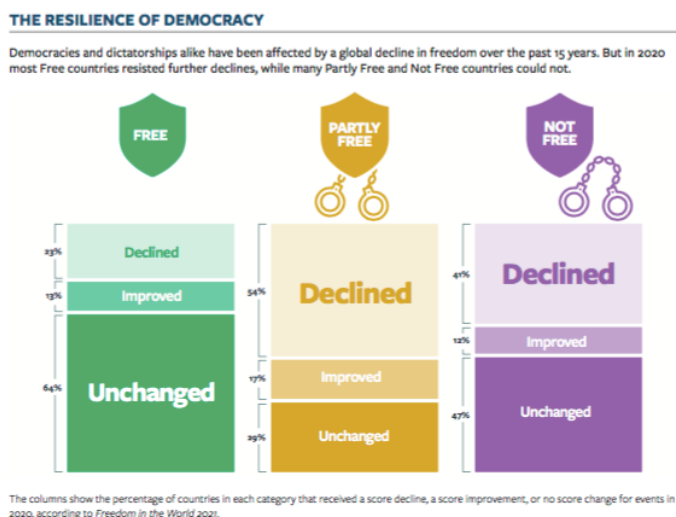 THE RESILIENCE OF DEMOCRACY
Democracies and dictatorships alike have been affected by a global decline in freedom over the past 15 years. But in 2020
most Free countries resisted further declines, while many Partly Free and Not Free countries could not.
FREE
PARTLY
FREE
NOT
FREE
23%
Declined
13%
Improved
64%
Unchanged
54%
Declined
17%
Improved
29%
Unchanged
41%
Declined
12%
Improved
47%
Unchanged
The columns show the percentage of countries in each category that received a score decline, a score improvement, or no score change for events in
2020, according to Freedom in the World 2021.